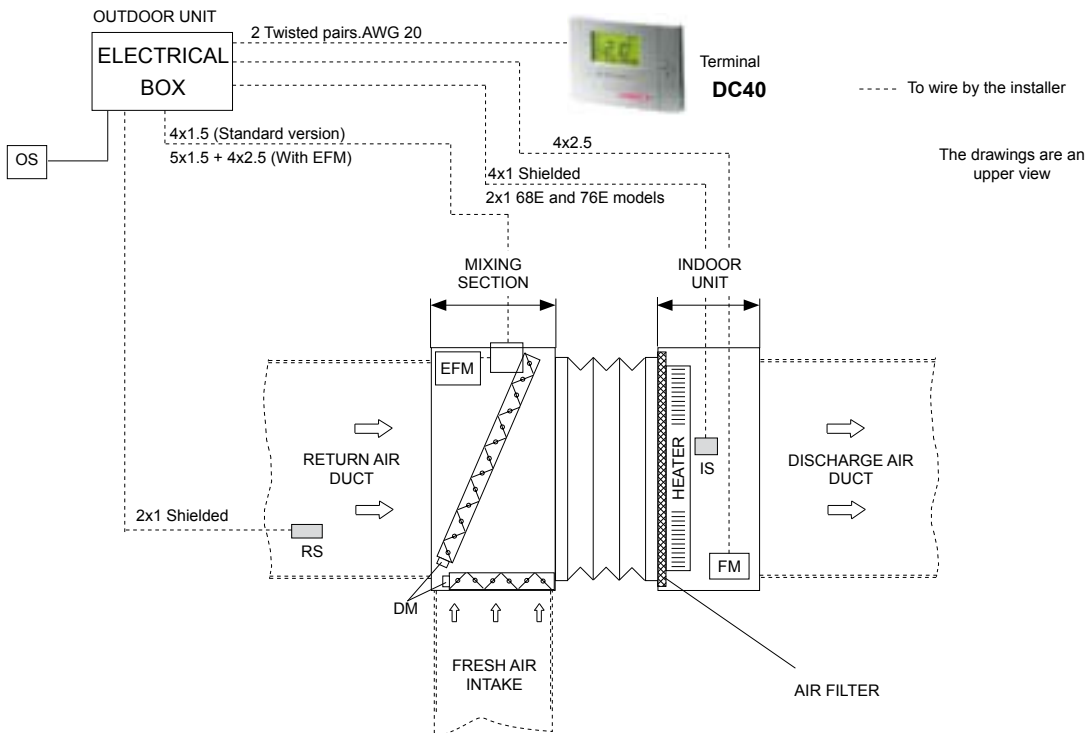 OUTDOOR UNIT
ELECTRICAL
BOX
2 Twisted pairs.AWG 20
Terminal
DC40
To wire by the installer
The drawings are an
upper view
OS
4x1.5 (Standard version)
5x1.5 + 4x2.5 (With EFM)
4x2.5
4x1 Shielded
2x1 68E and 76E models
MIXING
SECTION
INDOOR
UNIT
EFM
RETURN AIR
DUCT
HEATER
IS
DISCHARGE AIR
DUCT
2x1 Shielded
RS
FM
DM
FRESH AIR
INTAKE
AIR FILTER